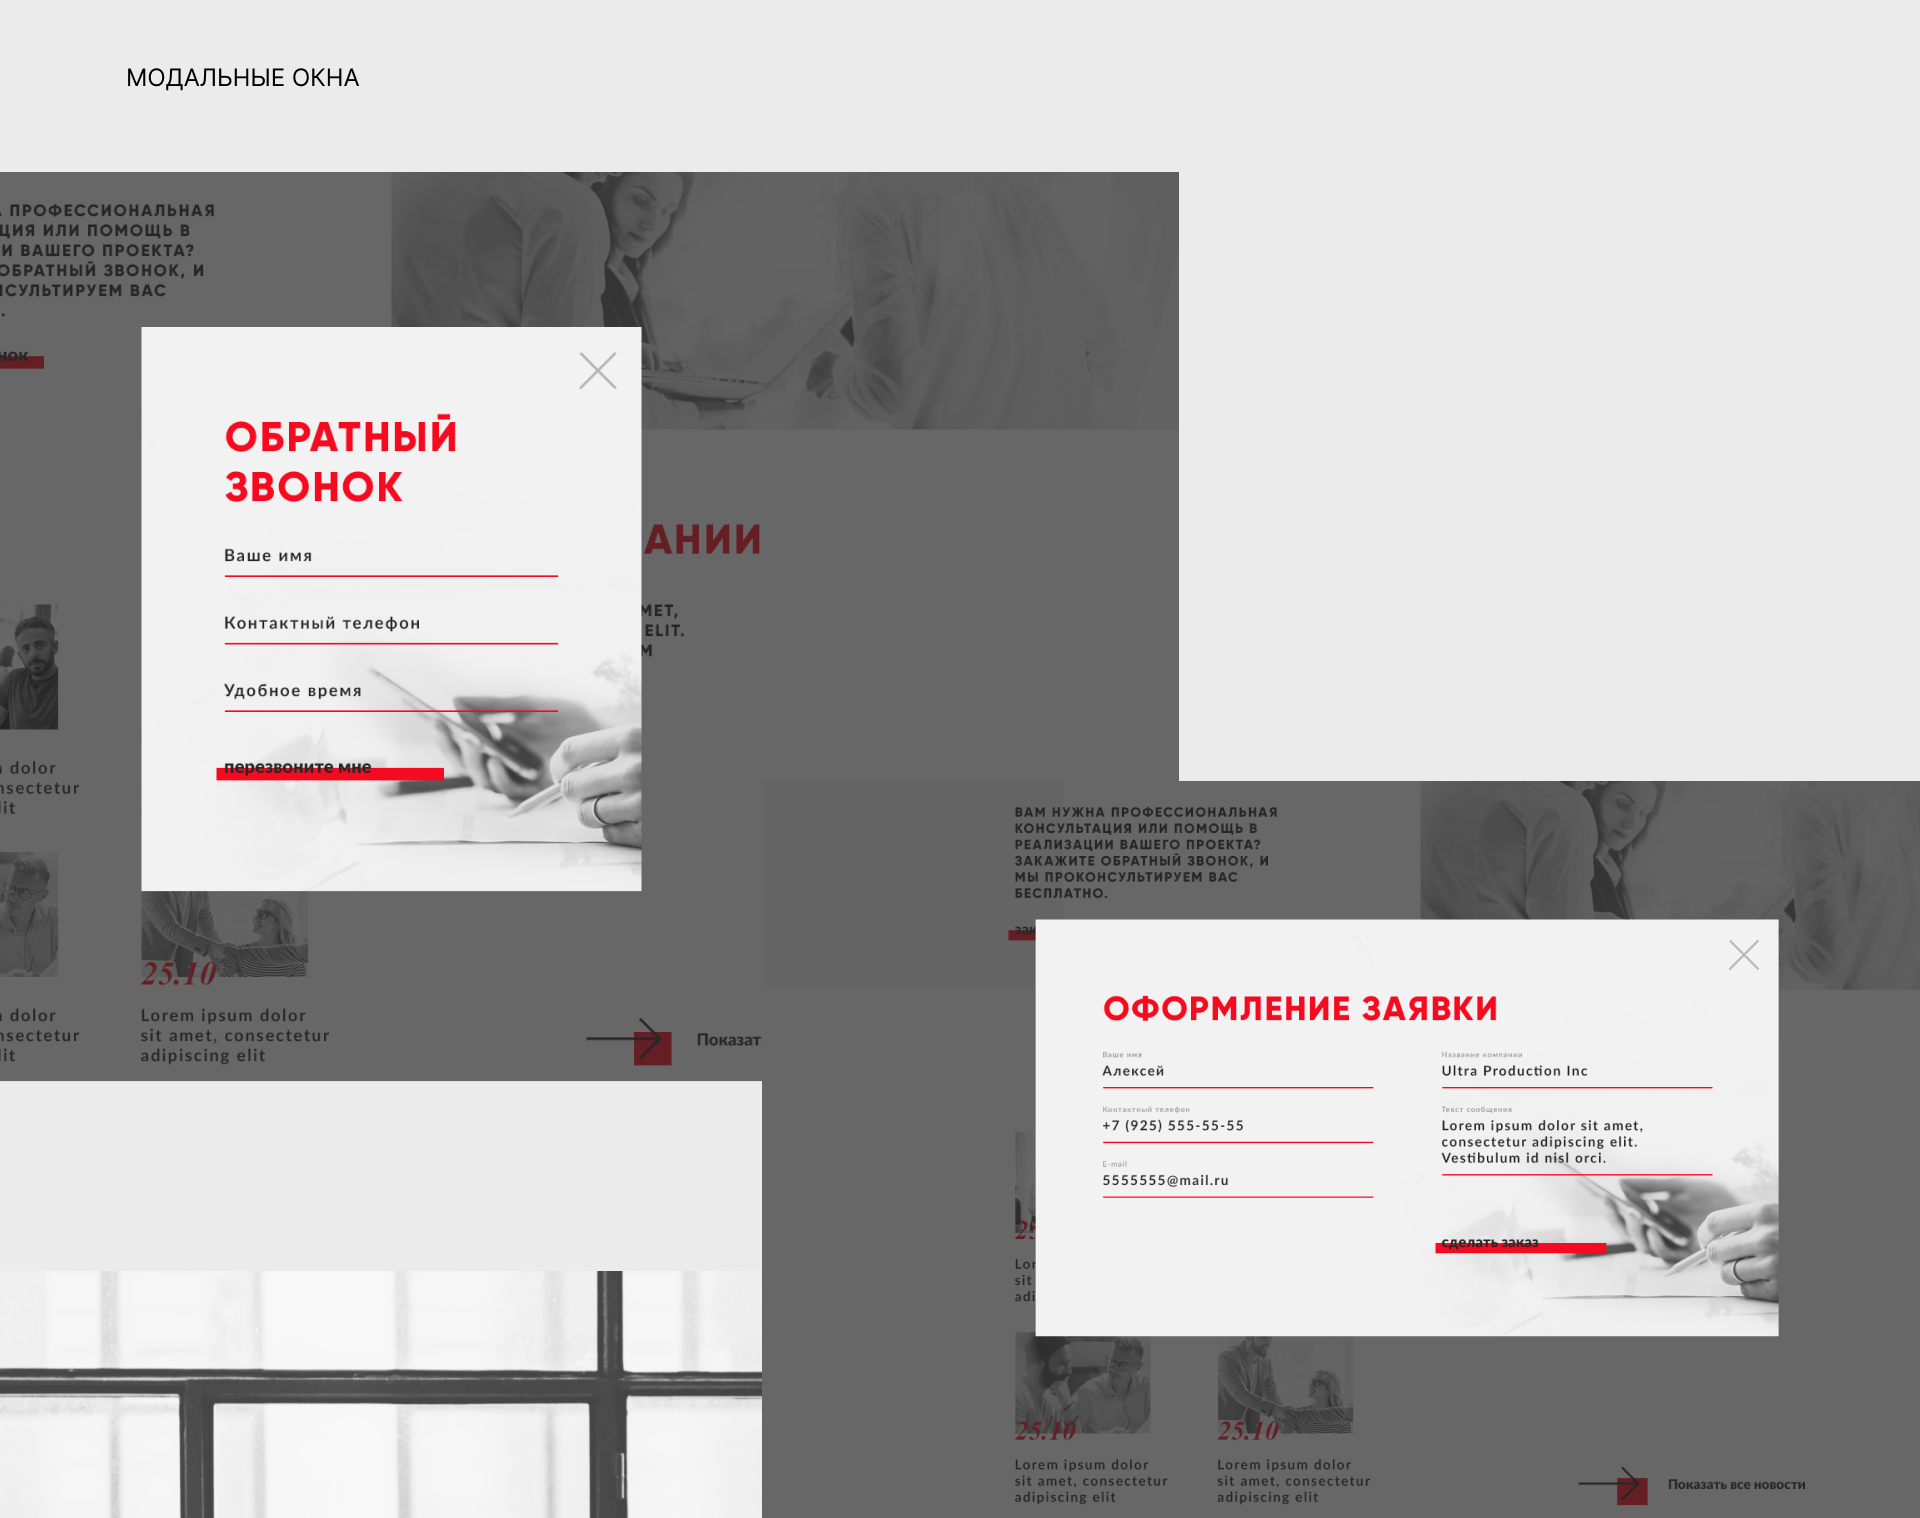 МОДАЛЬНЫЕ ОКНА
ПРОФЕССИОНАЛЬНАЯ
ЦИЯ ИЛИ ПОМОЩЬ В
И ВАШЕГО ПРОЕКТА?
ОБРАТНЫЙ ЗВОНОК, И
НСУЛЬТИРУЕМ ВАС
.
НОК
ОБРАТНЫЙ
ЗВОНОК
Ваше имя
Контактный телефон
Удобное время
перезвоните мне
АНИИ
МЕТ,
ELIT.
М
dolor
nsectetur
lit
dolor
nsectetur
lit
25.10
Lorem ipsum dolor
sit amet, consectetur
adipiscing elit
Показат
ВАМ НУЖНА ПРОФЕССИОНАЛЬНАЯ
КОНСУЛЬТАЦИЯ ИЛИ ПОМОЩЬ В
РЕАЛИЗАЦИИ ВАШЕГО ПРОЕКТА?
ЗАКАЖИТЕ ОБРАТНЫЙ ЗВОНОК, И
МЫ ПРОКОНСУЛЬТИРУЕМ ВАС
БЕСПЛАТНО.
зак
ОФОРМЛЕНИЕ ЗАЯВКИ
Ваше имя
Алексей
Контактный телефон
+7 (925) 555-55-55
E-mail
5555555@mail.ru
Название компании
Ultra Production Inc
Текст сообщения
Lorem ipsum dolor sit amet,
consectetur adipiscing elit.
Vestibulum id nisl orci.
сделать заказ
25
Lor
sit
adi
25.10
Lorem ipsum dolor
sit amet, consectetur
adipiscing elit
25.10
Lorem ipsum dolor
sit amet, consectetur
adipiscing elit
Показать все новости